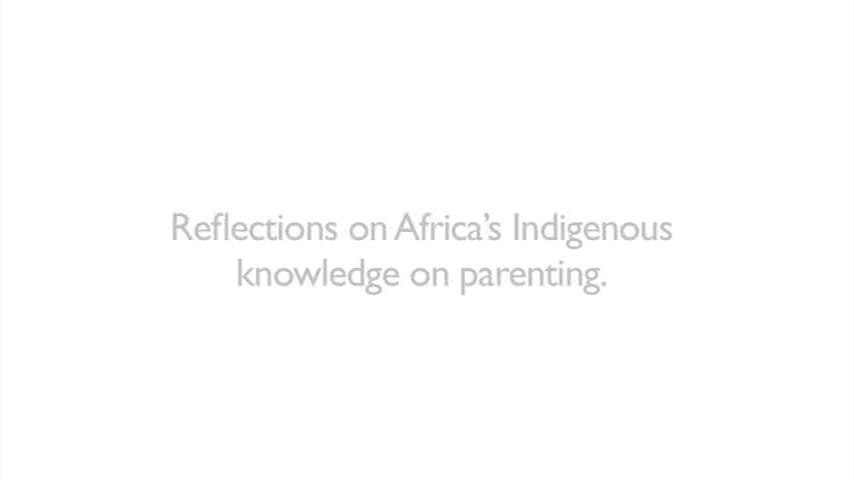 Reflections on Africa’s Indigenous
knowledge on parenting.